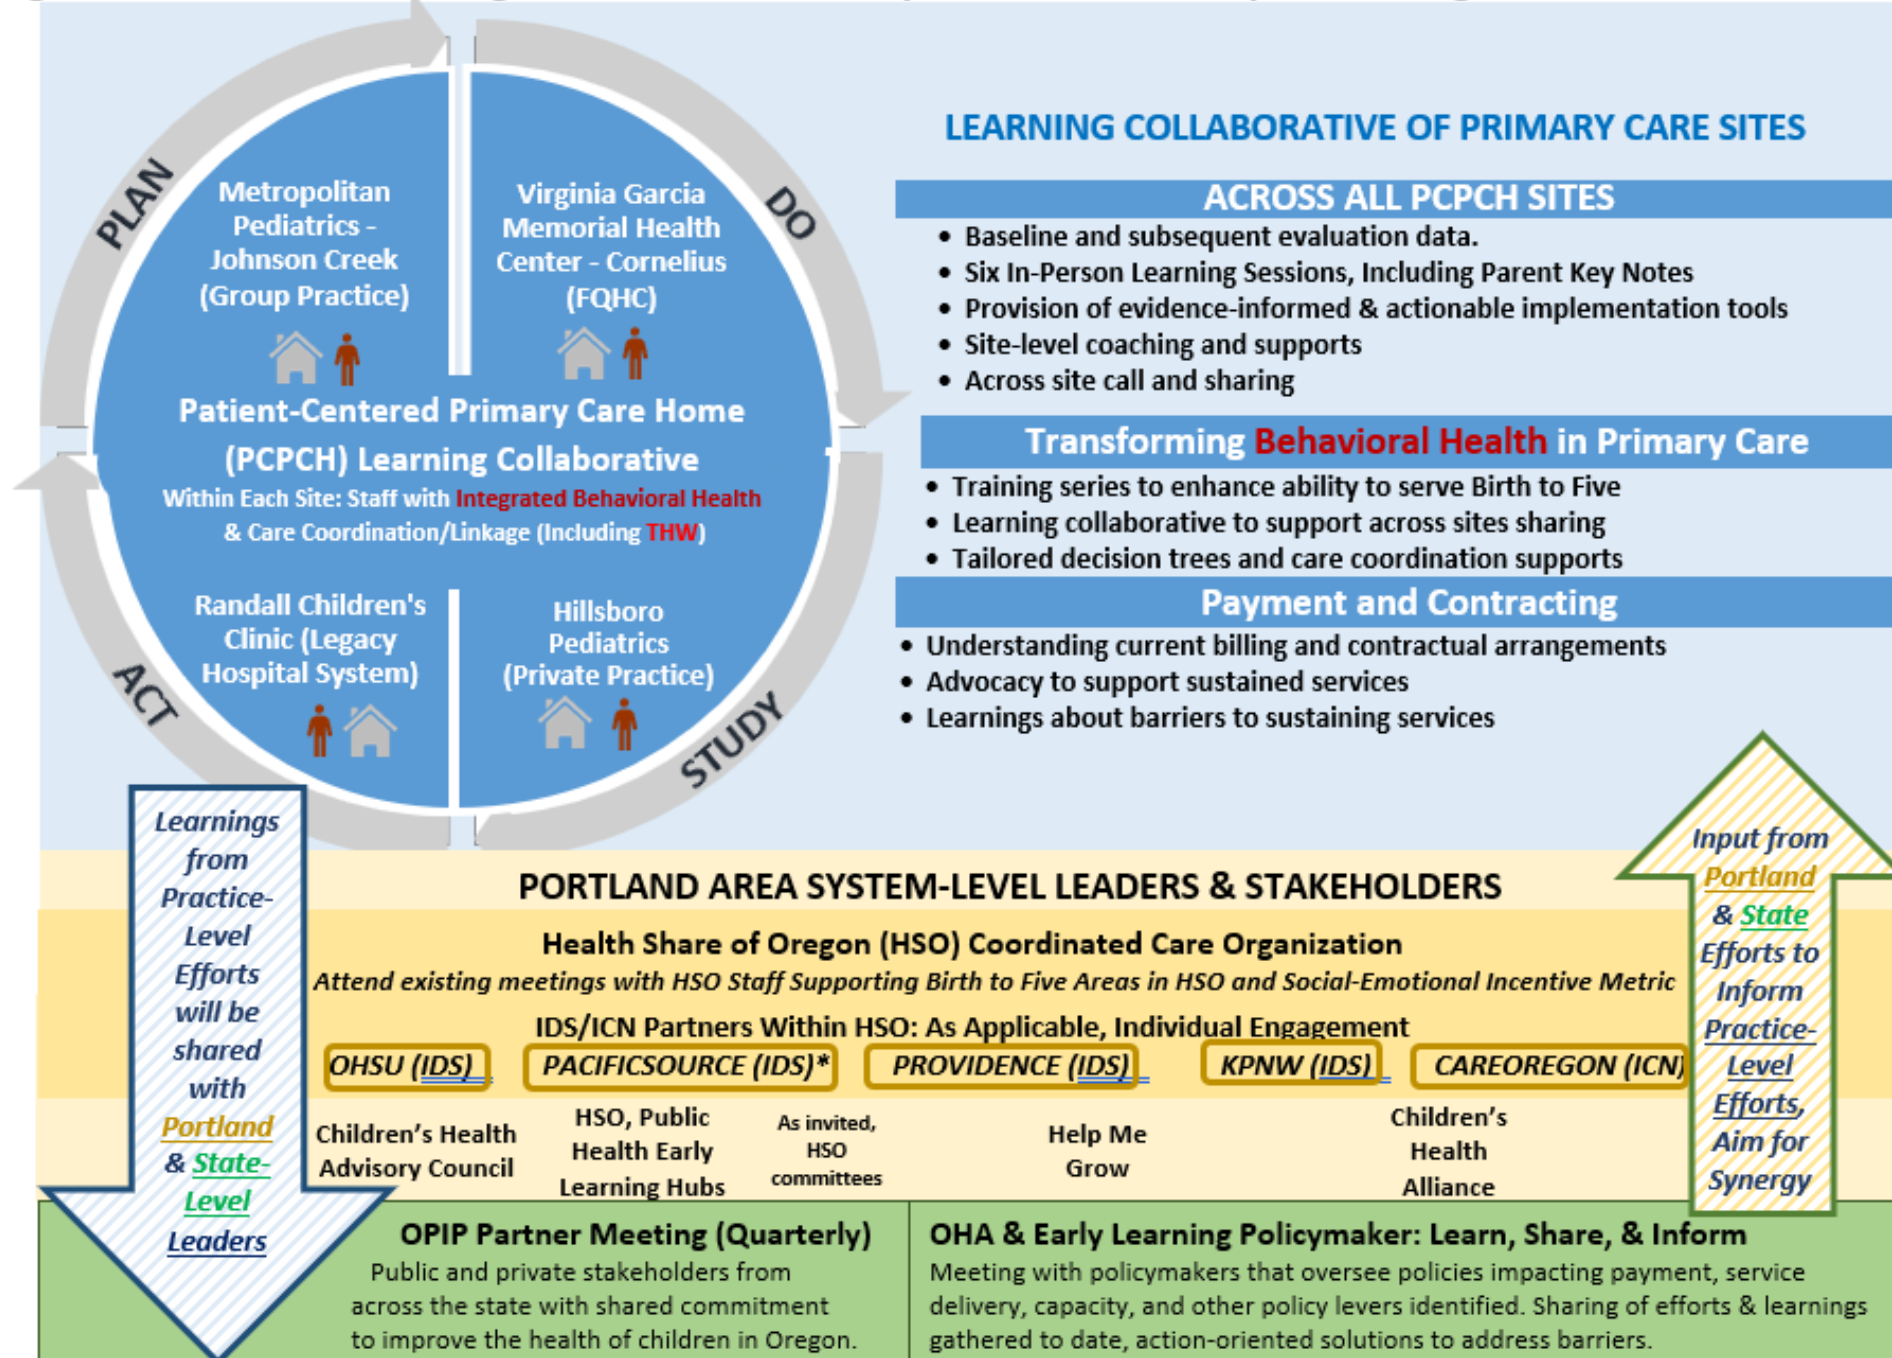 PLAN
DO
Metropolitan
Pediatrics -
Johnson Creek
(Group Practice)
Virginia Garcia
Memorial Health
Center - Cornelius
(FQHC)
Patient-Centered Primary Care Home
(PCPCH) Learning Collaborative
Within Each Site: Staff with Integrated Behavioral Health
& Care Coordination/Linkage (Including THW)
Randall Children's
Clinic (Legacy
Hospital System)
Hillsboro
Pediatrics
(Private Practice)
ACT
STUDY
LEARNING COLLABORATIVE OF PRIMARY CARE SITES
ACROSS ALL PCPCH SITES
• Baseline and subsequent evaluation data.
• Six In-Person Learning Sessions, Including Parent Key Notes
• Provision of evidence-informed & actionable implementation tools
• Site-level coaching and supports
• Across site call and sharing
Transforming Behavioral Health in Primary Care
• Training series to enhance ability to serve Birth to Five
• Learning collaborative to support across sites sharing
• Tailored decision trees and care coordination supports
Payment and Contracting
• Understanding current billing and contractual arrangements
• Advocacy to support sustained services
• Learnings about barriers to sustaining services
Learnings
from
Practice-
Level
Efforts
will be
shared
with
Portland
& State-
Level
Leaders
PORTLAND AREA SYSTEM-LEVEL LEADERS & STAKEHOLDERS
Health Share of Oregon (HSO) Coordinated Care Organization
Attend existing meetings with HSO Staff Supporting Birth to Five Areas in HSO and Social-Emotional Incentive Metric
IDS/ICN Partners Within HSO: As Applicable, Individual Engagement
OHSU (IDS)
PACIFICSOURCE (IDS)*
PROVIDENCE (IDS)
KPNW (IDS)
CAREOREGON (ICN)
Children's Health
Advisory Council
HSO, Public
Health Early
Learning Hubs
As invited,
HSO
committees
Help Me
Grow
Children's
Health
Alliance
Input from
Portland
& State
Efforts to
Inform
Practice-
Level
Efforts,
Aim for
Synergy
OPIP Partner Meeting (Quarterly)
Public and private stakeholders from
across the state with shared commitment
to improve the health of children in Oregon.
OHA & Early Learning Policymaker: Learn, Share, & Inform
Meeting with policymakers that oversee policies impacting payment, service
delivery, capacity, and other policy levers identified. Sharing of efforts & learnings
gathered to date, action-oriented solutions to address barriers.